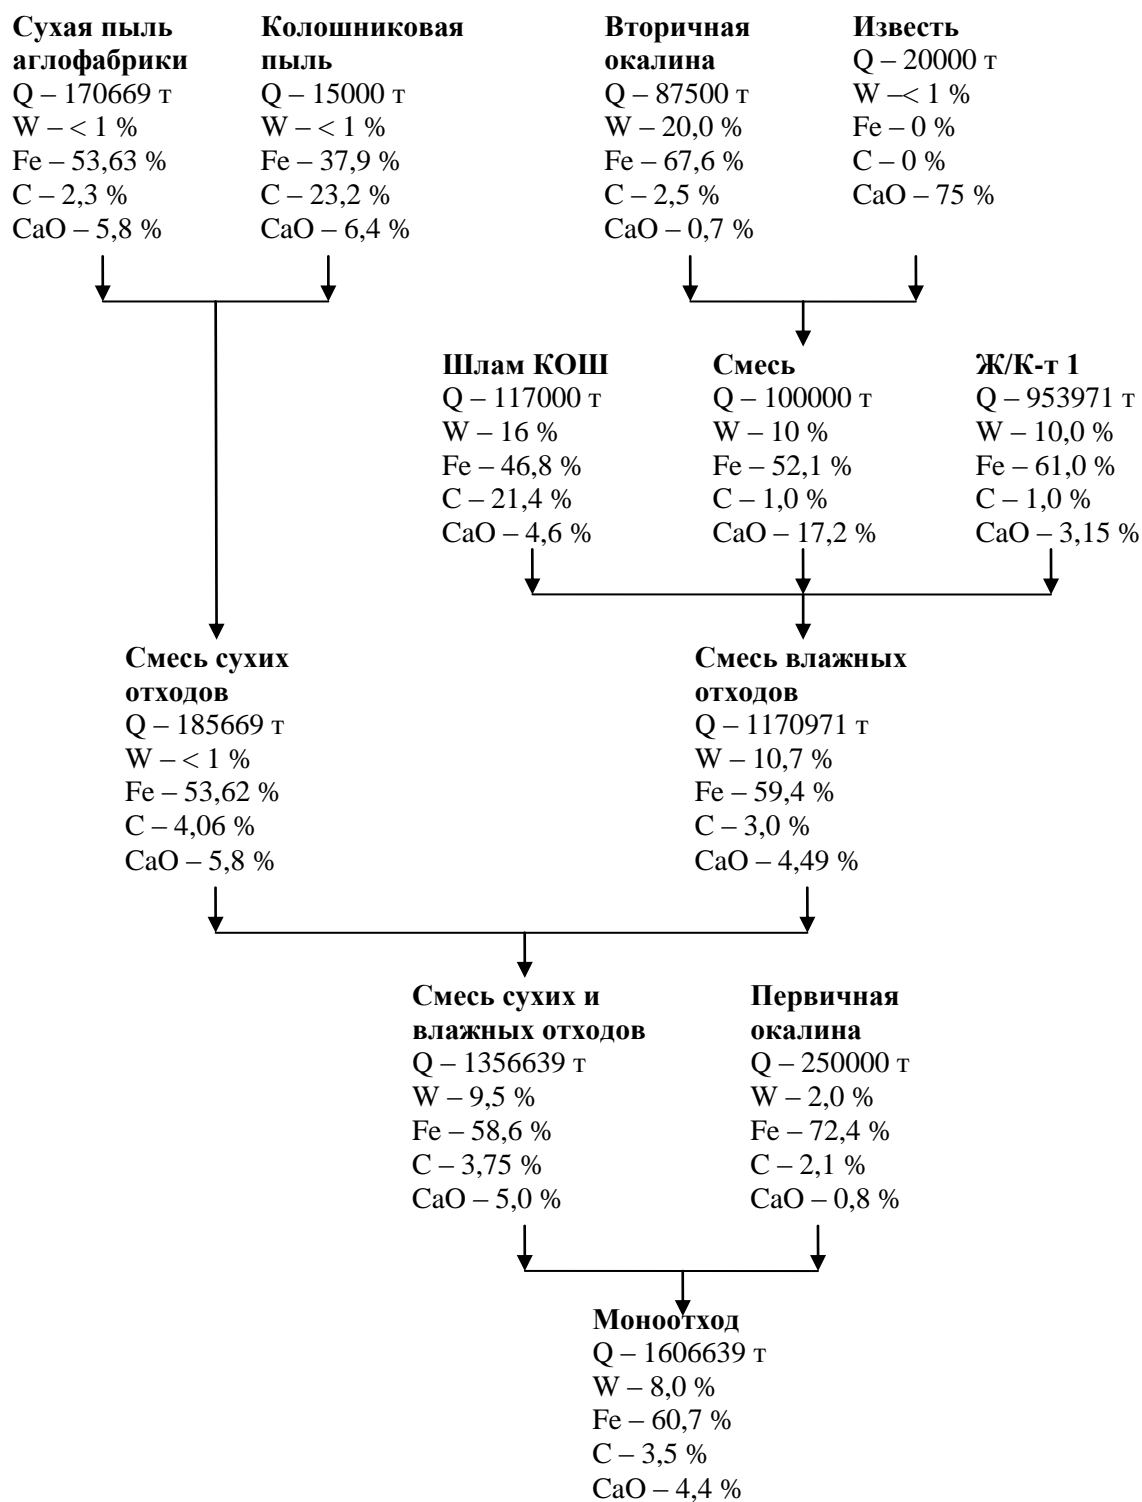 Сухая пыль
аглофабрики
Q – 170669 т
W – < 1 %
Fe – 53,63 %
C – 2,3 %
CaO – 5,8 %
Колошниковая
пыль
Q – 15000 т
W – < 1 %
Fe – 37,9 %
C – 23,2 %
CaO – 6,4 %
Вторичная
окалина
Q – 87500 т
W – 20,0 %
Fe – 67,6 %
C – 2,5 %
CaO – 0,7 %
Известь
Q – 20000 т
W –< 1 %
Fe – 0 %
C – 0 %
CaO – 75 %
Шлам КОШ
Q – 117000 т
W – 16 %
Fe – 46,8 %
C – 21,4 %
CaO – 4,6 %
Смесь
Q – 100000 т
W – 10 %
Fe – 52,1 %
C – 1,0 %
CaO – 17,2 %
Ж/К-т 1
Q – 953971 т
W – 10,0 %
Fe – 61,0 %
C – 1,0 %
CaO – 3,15 %
Смесь сухих
отходов
Q – 185669 т
W – < 1 %
Fe – 53,62 %
C – 4,06 %
CaO – 5,8 %
Смесь влажных
отходов
Q – 1170971 т
W – 10,7 %
Fe – 59,4 %
C – 3,0 %
CaO – 4,49 %
Смесь сухих и
влажных отходов
Q – 1356639 т
W – 9,5 %
Fe – 58,6 %
C – 3,75 %
CaO – 5,0 %
Первичная
окалина
Q – 250000 т
W – 2,0 %
Fe – 72,4 %
C – 2,1 %
CaO – 0,8 %
Моноотход
Q – 1606639 т
W – 8,0 %
Fe – 60,7 %
C – 3,5 %
CaO – 4,4 %